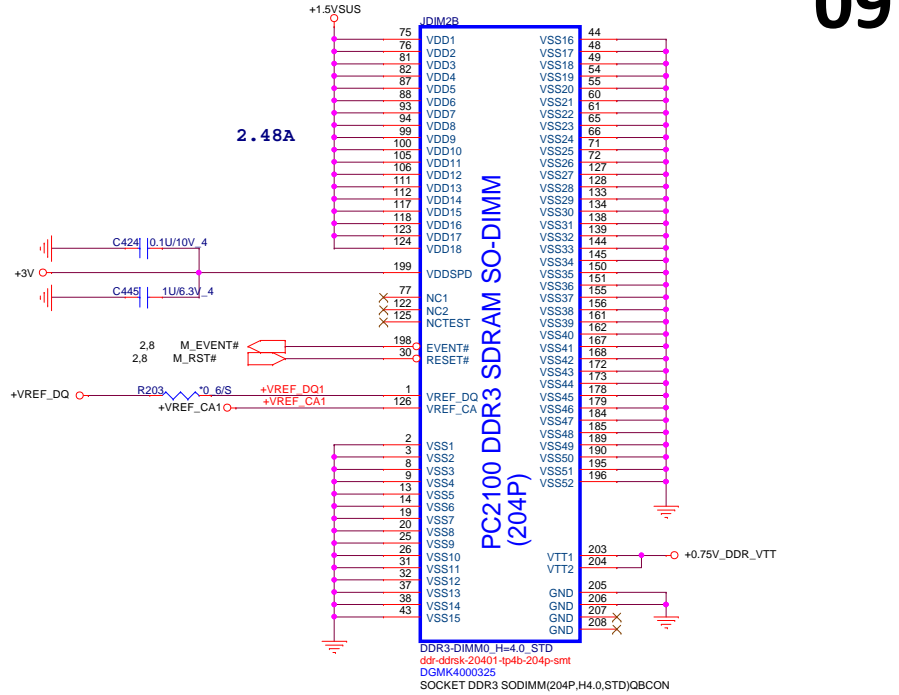 09
+1.5VSUS
JDIM2B
75 VDD1 VSS16 44
76 VDD2 VSS17 48
81 VDD3 VSS18 49
82 VDD4 VSS19 54
87 VDD5 VSS20 55
88 VDD6 VSS21 60
93 VDD7 VSS22 61
94 VDD8 VSS23 65
2.48A
99 VDD9 VSS24 66
100 VDD10 VSS25 71
105 VDD11 VSS26 72
106 VDD12 VSS27 127
111 VDD13 VSS28 128
112 VDD14 VSS29 133
117 VDD15 VSS30 134
118 VDD16 VSS31 138
123 VDD17 VSS32 139
124 VDD18 VSS33 144
VSS34 145
C424 0.1U/10V_4
+3V
199 VDDSPD VSS35 150
VSS36 151
C445 1U/6.3V_4
77 NC1 VSS37 155
122 NC2 VSS38 156
125 NCTEST VSS39 161
VSS40 162
2,8 M_EVENT# 198 EVENT# VSS41 167
2,8 M_RST# 30 RESET# VSS42 168
VSS43 172
VSS44 173
+VREF_DQ R203 *0_6/S +VREF_DQ1 1 VREF_DQ VSS45 178
+VREF_CA1 +VREF_CA1 126 VREF_CA VSS46 179
VSS47 184
VSS48 185
2 VSS1 VSS49 189
3 VSS2 VSS50 190
8 VSS3 VSS51 195
9 VSS4 VSS52 196
13 VSS5
14 VSS6
19 VSS7
20 VSS8
25 VSS9
26 VSS10 VTT1 203 +0.75V_DDR_VTT
31 VSS11 VTT2 204
32 VSS12
37 VSS13 GND 205
38 VSS14 GND 206
43 VSS15 GND 207
GND 208
PC2100 DDR3 SDRAM SO-DIMM
(204P)
DDR3-DIMM0_H=4.0_STD
ddr-ddrsk-20401-tp4b-204p-smt
DGMK4000325
SOCKET DDR3 SODIMM(204P,H4.0,STD)QBCON